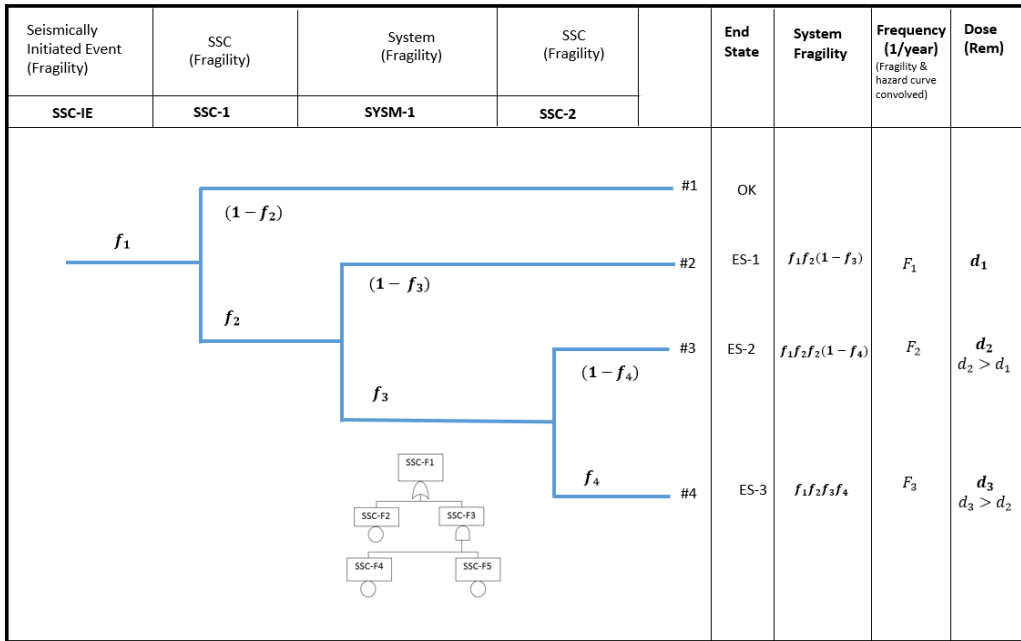 Seismically
Initiated Event
(Fragility)
SSC
(Fragility)
System
(Fragility)
SSC
(Fragility)
End
State
System
Fragility
Frequency
(1/year)
(Fragility &
hazard curve
convolved)
Dose
(Rem)
SSC-IE
SSC-1
SYSM-1
SSC-2
#1
OK
(1 − f₂)
f₁
#2
ES-1
f₁f₂(1 − f₃)
F₁
d₁
(1 − f₃)
f₂
#3
ES-2
f₁f₂f₂(1 − f₄)
F₂
d₂
d₂ > d₁
(1 − f₄)
f₃
SSC-F1
f₄
#4
ES-3
f₁f₂f₃f₄
F₃
d₃
d₃ > d₂
SSC-F2
SSC-F3
SSC-F4
SSC-F5